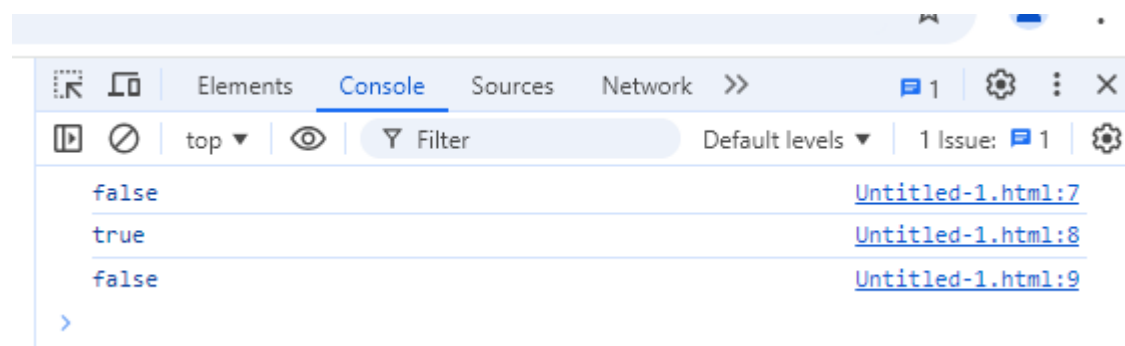 Elements Console Sources Network >> 1
top ▼ Filter Default levels ▼ 1 Issue: 1
false Untitled-1.html:7
true Untitled-1.html:8
false Untitled-1.html:9
>